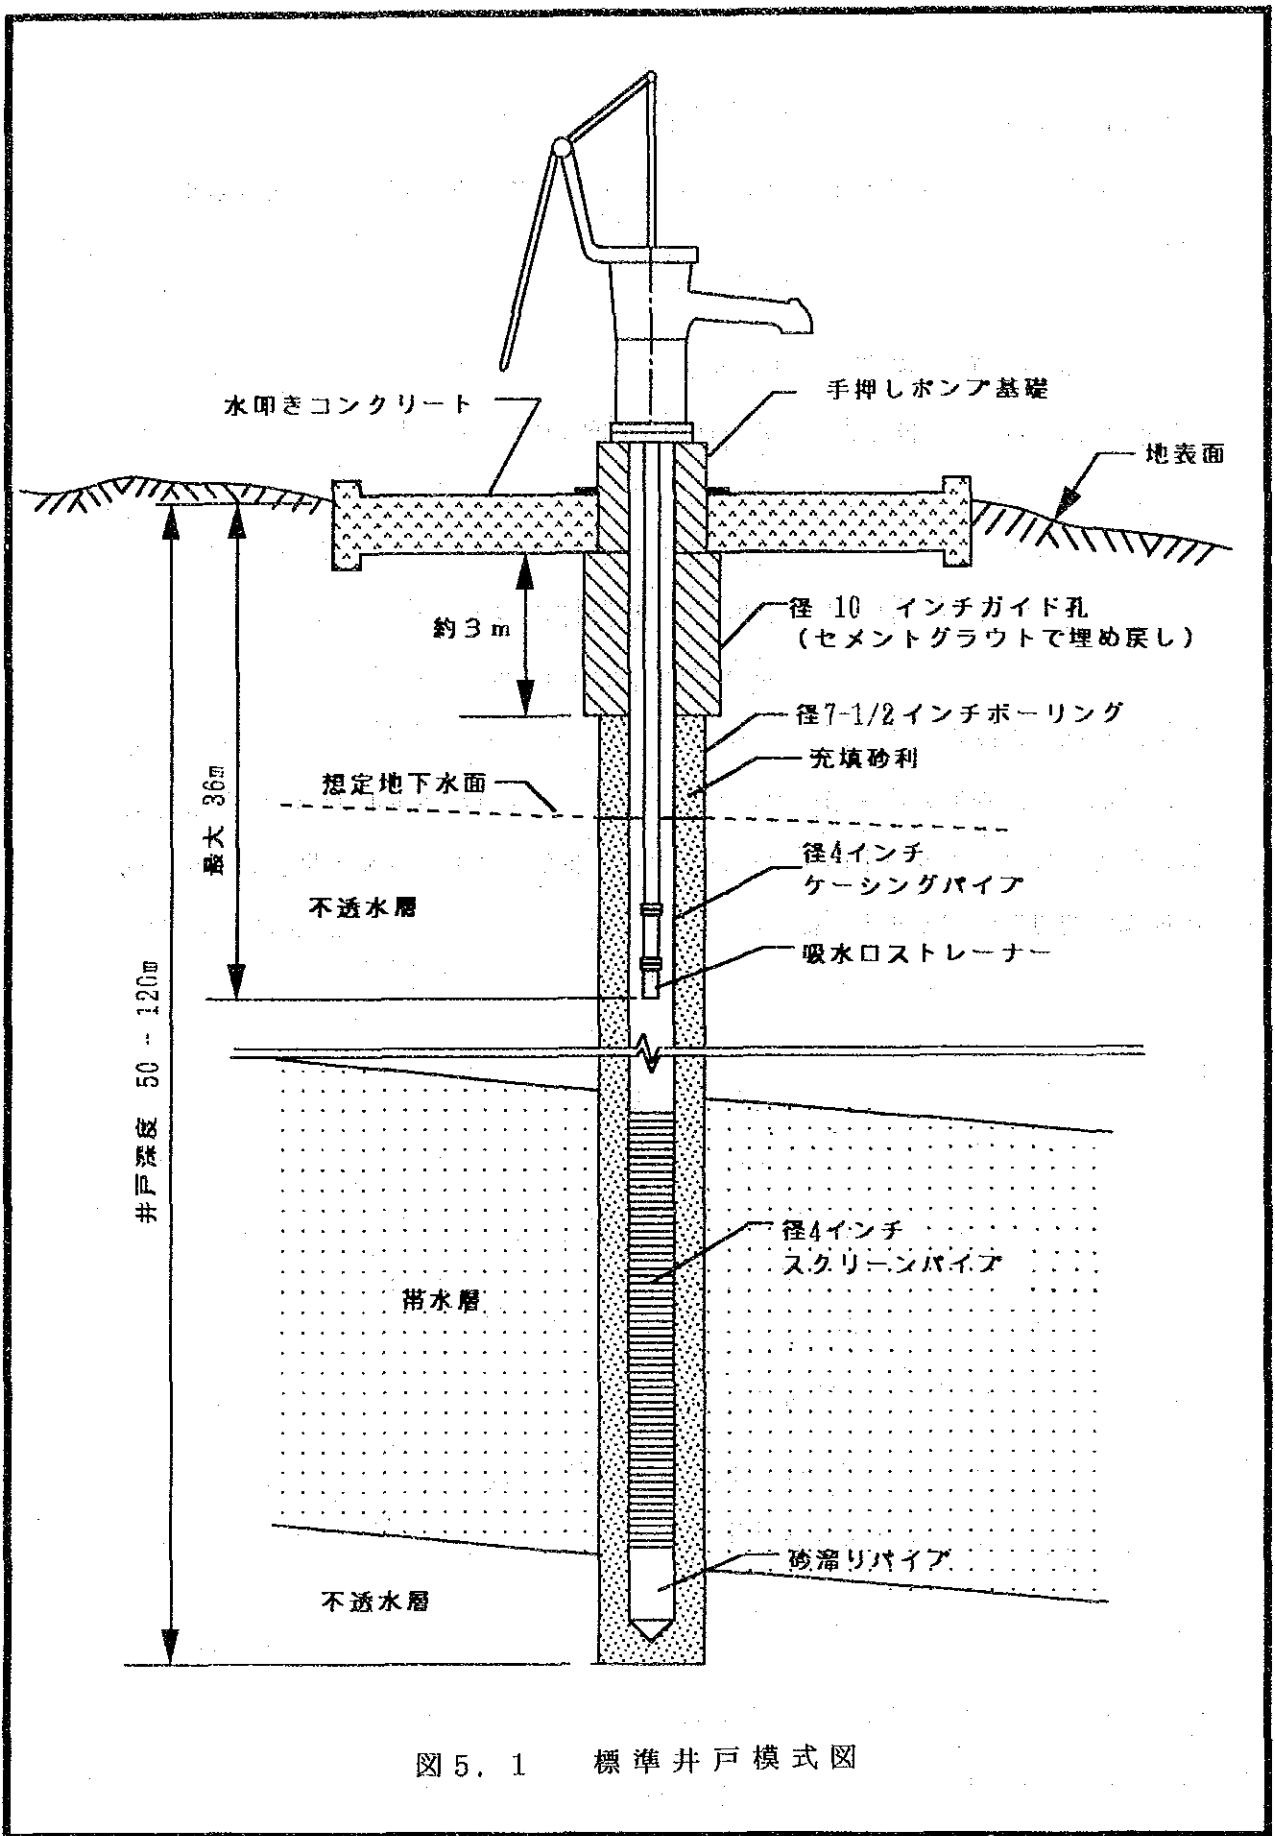 水叩きコンクリート
手押しポンプ基礎
地表面
約3m
径 10 インチガイド孔
(セメントグラウトで埋め戻し)
径7-1/2インチボーリング
充填砂利
想定地下水面
最大 36m
径4インチ
ケーシングパイプ
不透水層
吸水口ストレーナー
井戸深度 50 -- 120m
径4インチ
スクリーンパイプ
帯水層
砂溜りパイプ
不透水層
図5. 1 標準井戸模式図